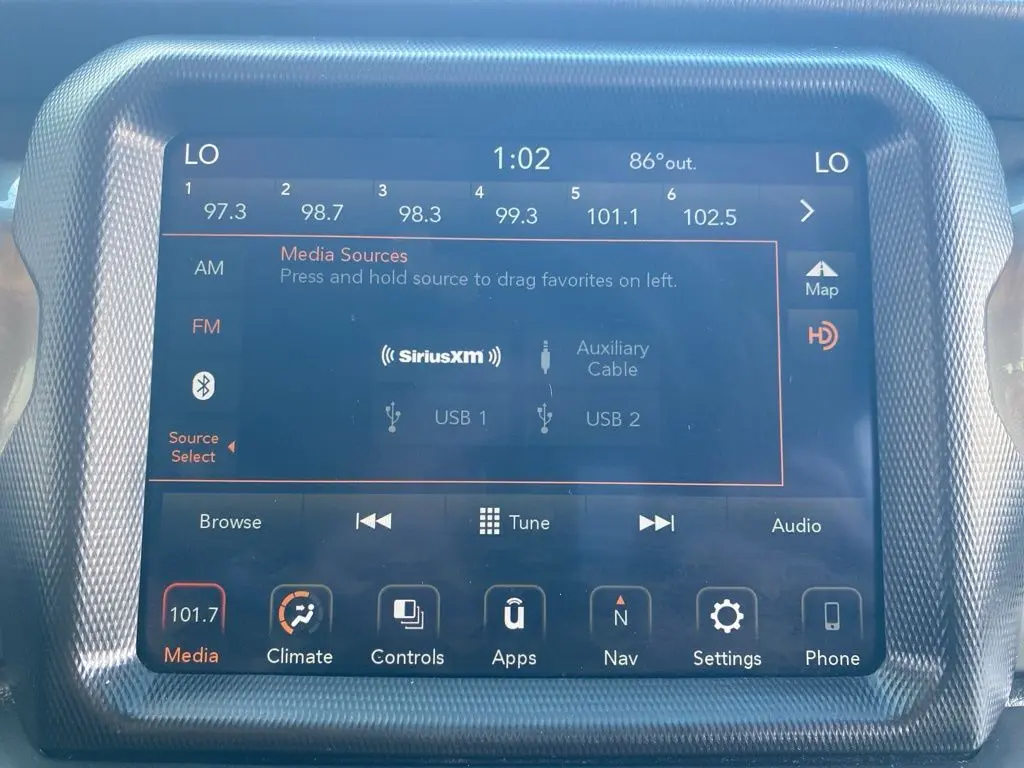 LO 1:02 86°out. LO
1 2 3 4 5 6
97.3 98.7 98.3 99.3 101.1 102.5
Media Sources
Press and hold source to drag favorites on left.
AM
FM
Source
Select
SiriusXM
Auxiliary
Cable
USB 1 USB 2
Map
HD
Browse Tune Audio
101.7 N
Media Climate Controls Apps Nav Settings Phone